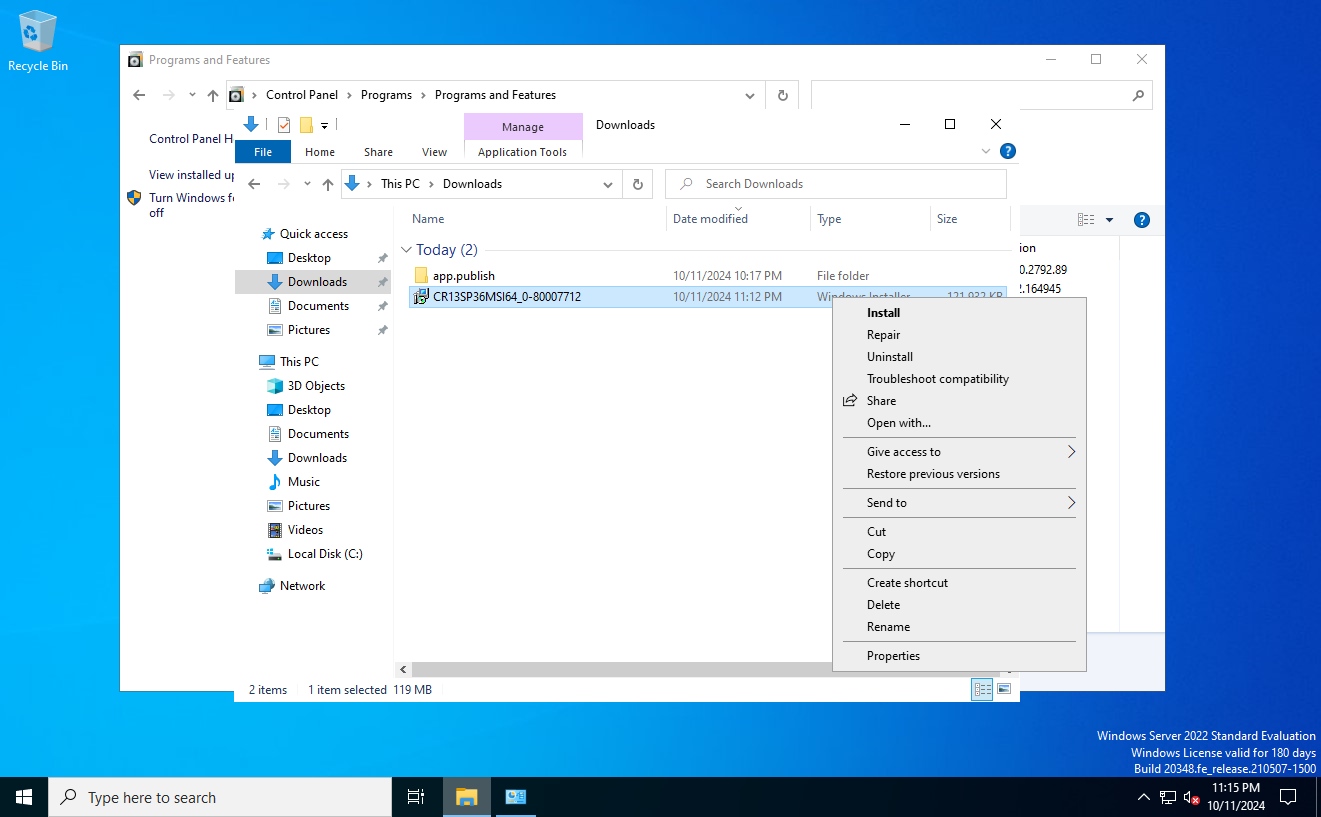 Recycle Bin
Programs and Features
Control Panel > Programs > Programs and Features
Control Panel H
View installed up
Turn Windows fe
off
Manage
Downloads
File
Home
Share
View
Application Tools
This PC > Downloads
Search Downloads
Name
Date modified
Type
Size
Quick access
Desktop
Downloads
Documents
Pictures
This PC
3D Objects
Desktop
Documents
Downloads
Music
Pictures
Videos
Local Disk (C:)
Network
Today (2)
app.publish 10/11/2024 10:17 PM File folder
CR13SP36MSI64_0-80007712 10/11/2024 11:12 PM Windows Installer 121,932 KB
ion
0.2792.89
2.164945
Install
Repair
Uninstall
Troubleshoot compatibility
Share
Open with...
Give access to
Restore previous versions
Send to
Cut
Copy
Create shortcut
Delete
Rename
Properties
2 items
1 item selected 119 MB
Windows Server 2022 Standard Evaluation
Windows License valid for 180 days
Build 20348.fe_release.210507-1500
Type here to search
11:15 PM
10/11/2024